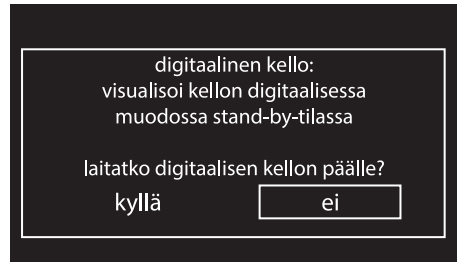 digitaalinen kello:
visualisoi kellon digitaalisessa
muodossa stand-by-tilassa
laitatko digitaalisen kellon päälle?
kyllä ei